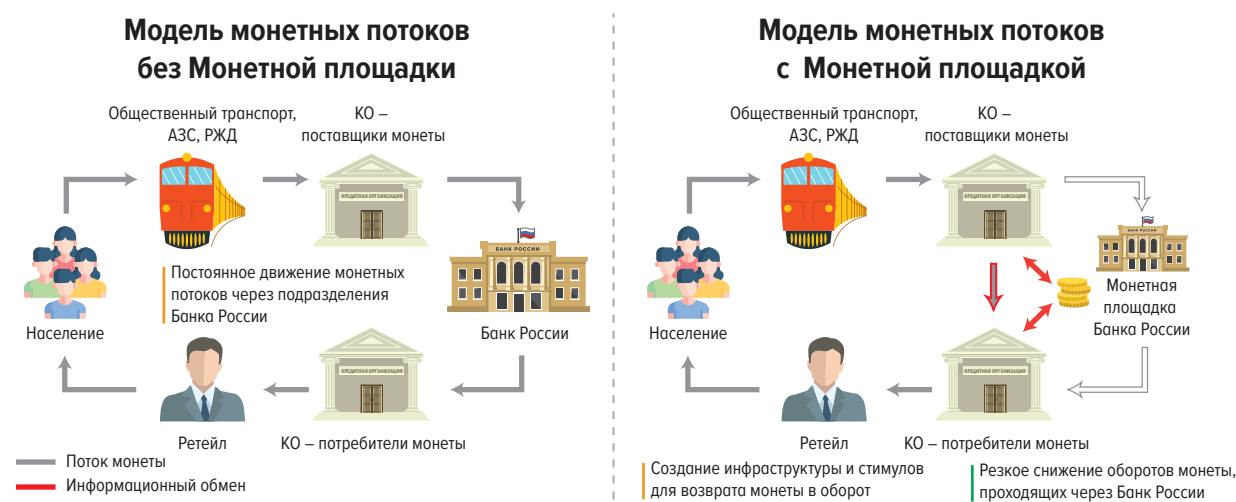 Модель монетных потоков
без Монетной площадки
Общественный транспорт,
АЗС, РЖД
КО –
поставщики монеты
КРЕДИТНАЯ ОРГАНИЗАЦИЯ
БАНК РОССИИ
Постоянное движение монетных
потоков через подразделения
Банка России
Население
Банк России
КРЕДИТНАЯ ОРГАНИЗАЦИЯ
Ретейл
КО – потребители монеты
Поток монеты
Информационный обмен
Модель монетных потоков
с Монетной площадкой
Общественный транспорт,
АЗС, РЖД
КО –
поставщики монеты
КРЕДИТНАЯ ОРГАНИЗАЦИЯ
БАНК РОССИИ
Монетная
площадка
Банка России
Население
КРЕДИТНАЯ ОРГАНИЗАЦИЯ
Ретейл
КО – потребители монеты
Создание инфраструктуры и стимулов
для возврата монеты в оборот
Резкое снижение оборотов монеты,
проходящих через Банк России